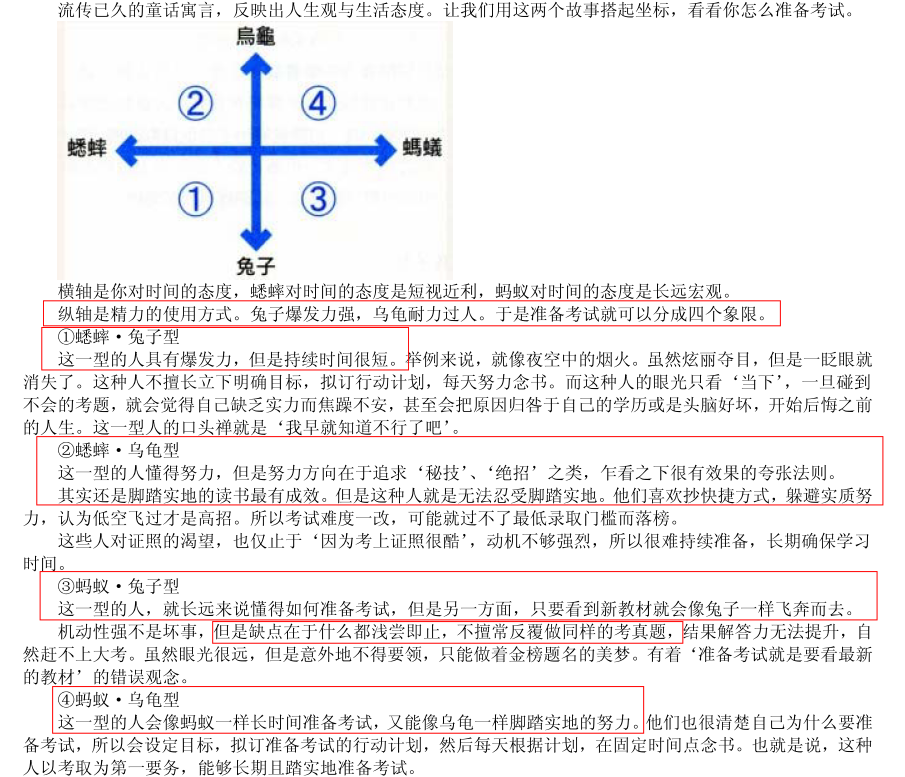 流传已久的童话寓言，反映出人生观与生活态度。让我们用这两个故事搭起坐标，看看你怎么准备考试。
烏龜
② ④
蟋蟀 螞蟻
① ③
兔子
横轴是你对时间的态度，蟋蟀对时间的态度是短视近利，蚂蚁对时间的态度是长远宏观。
纵轴是精力的使用方式。兔子爆发力强，乌龟耐力过人。于是准备考试就可以分成四个象限。
①蟋蟀·兔子型
这一型的人具有爆发力，但是持续时间很短。举例来说，就像夜空中的烟火。虽然炫丽夺目，但是一眨眼就
消失了。这种人不擅长立下明确目标，拟订行动计划，每天努力念书。而这种人的眼光只看‘当下’，一旦碰到
不会的考题，就会觉得自己缺乏实力而焦躁不安，甚至会把原因归咎于自己的学历或是头脑好坏，开始后悔之前
的人生。这一型人的口头禅就是‘我早就知道不行了吧’。
②蟋蟀·乌龟型
这一型的人懂得努力，但是努力方向在于追求‘秘技’、‘绝招’之类，乍看之下很有效果的夸张法则。
其实还是脚踏实地的读书最有成效。但是这种人就是无法忍受脚踏实地。他们喜欢抄快捷方式，躲避实质努
力，认为低空飞过才是高招。所以考试难度一改，可能就过不了最低录取门槛而落榜。
这些人对证照的渴望，也仅止于‘因为考上证照很酷’，动机不够强烈，所以很难持续准备，长期确保学习
时间。
③蚂蚁·兔子型
这一型的人，就长远来说懂得如何准备考试，但是另一方面，只要看到新教材就会像兔子一样飞奔而去。
机动性强不是坏事，但是缺点在于什么都浅尝即止，不擅常反覆做同样的考真题，结果解答力无法提升，自
然赶不上大考。虽然眼光很远，但是意外地不得要领，只能做着金榜题名的美梦。有着‘准备考试就是要看最新
的教材’的错误观念。
④蚂蚁·乌龟型
这一型的人会像蚂蚁一样长时间准备考试，又能像乌龟一样脚踏实地的努力。他们也很清楚自己为什么要准
备考试，所以会设定目标，拟订准备考试的行动计划，然后每天根据计划，在固定时间点念书。也就是说，这种
人以考取为第一要务，能够长期且踏实地准备考试。